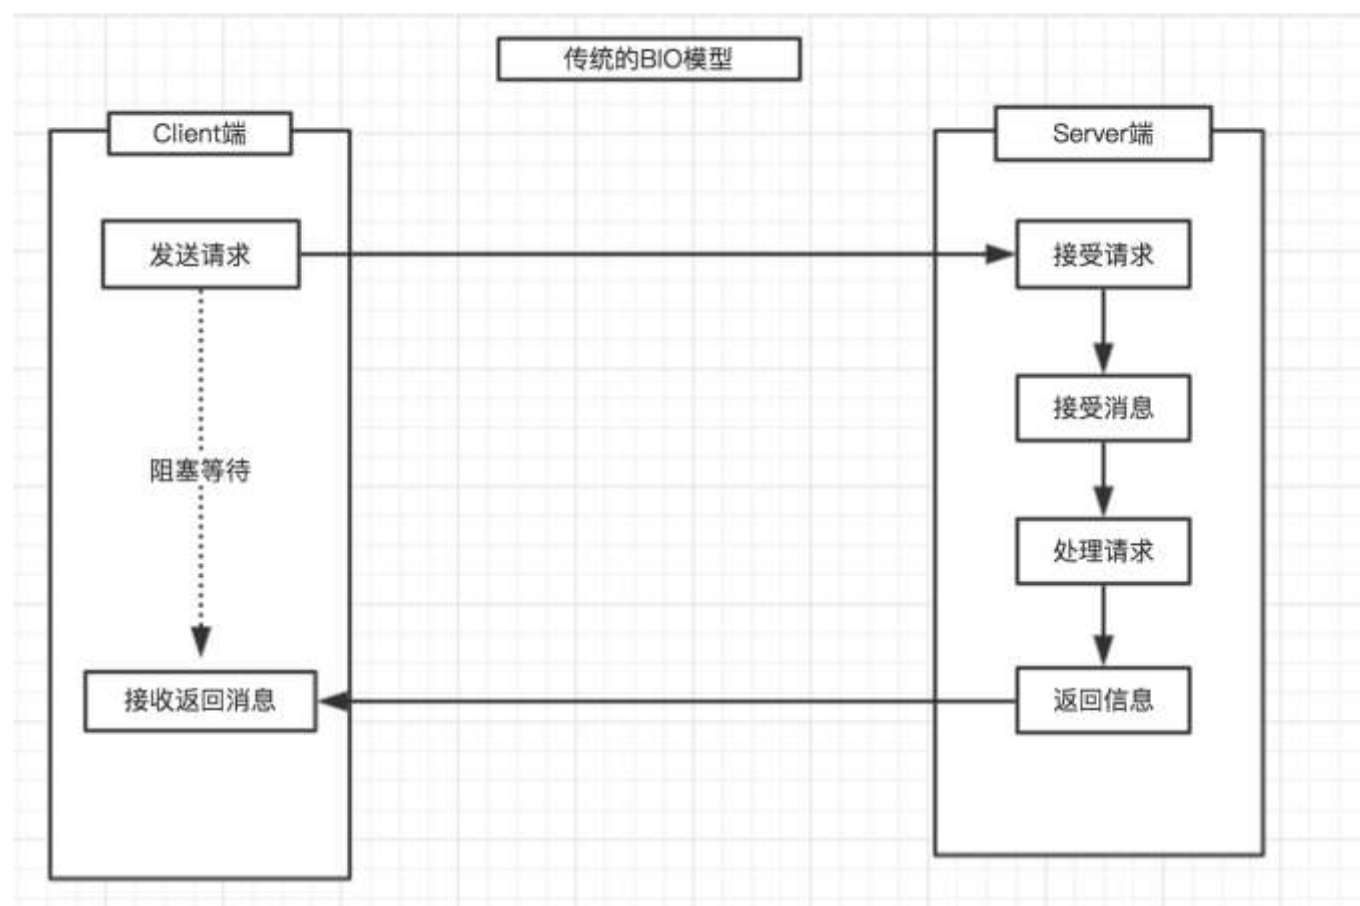 传统的BIO模型
Client端
Server端
发送请求
接受请求
接受消息
阻塞等待
处理请求
接收返回消息
返回信息